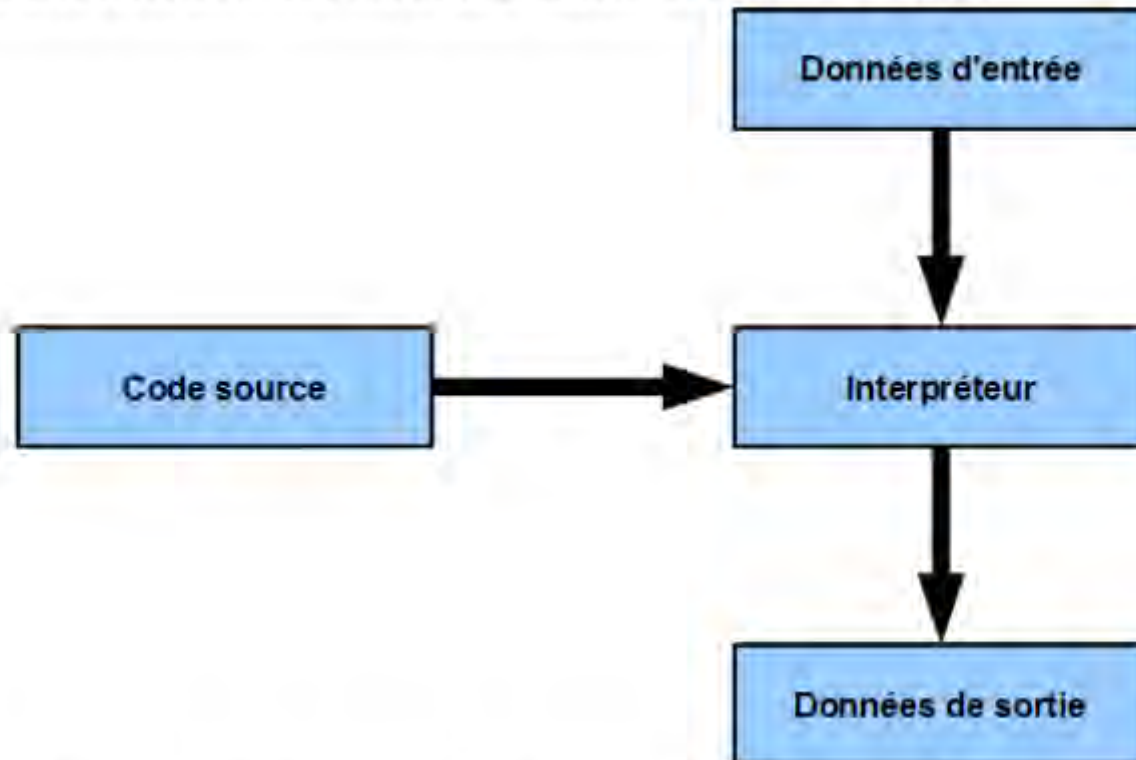 Données d'entrée
Code source
Interpréteur
Données de sortie